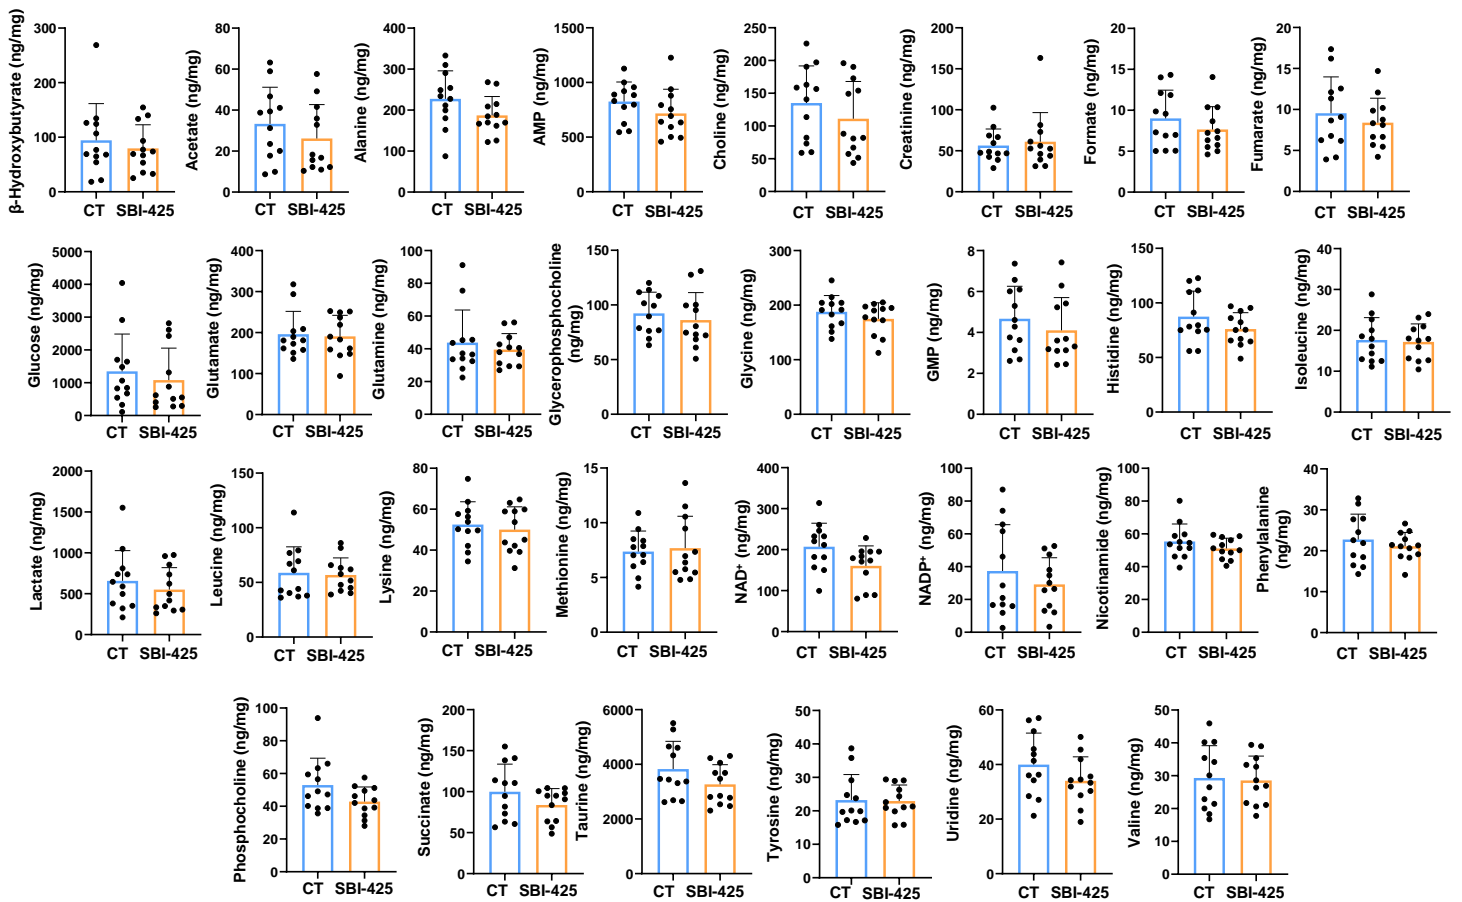 β-Hydroxybutyrate (ng/mg)
300
200
100
0
CT SBI-425
Acetate (ng/mg)
80
60
40
20
0
CT SBI-425
Alanine (ng/mg)
400
300
200
100
0
CT SBI-425
AMP (ng/mg)
1500
1000
500
0
CT SBI-425
Choline (ng/mg)
250
200
150
100
50
0
CT SBI-425
Creatinine (ng/mg)
200
150
100
50
0
CT SBI-425
Formate (ng/mg)
20
15
10
5
0
CT SBI-425
Fumarate (ng/mg)
20
15
10
5
0
CT SBI-425
Glucose (ng/mg)
5000
4000
3000
2000
1000
0
CT SBI-425
Glutamate (ng/mg)
400
300
200
100
0
CT SBI-425
Glutamine (ng/mg)
100
80
60
40
20
0
CT SBI-425
Glycerophosphocholine
(ng/mg)
150
100
50
0
CT SBI-425
Glycine (ng/mg)
300
200
100
0
CT SBI-425
GMP (ng/mg)
8
6
4
2
0
CT SBI-425
Histidine (ng/mg)
150
100
50
0
CT SBI-425
Isoleucine (ng/mg)
40
30
20
10
0
CT SBI-425
Lactate (ng/mg)
2000
1500
1000
500
0
CT SBI-425
Leucine (ng/mg)
150
100
50
0
CT SBI-425
Lysine (ng/mg)
80
60
40
20
0
CT SBI-425
Methionine (ng/mg)
15
10
5
0
CT SBI-425
NAD⁺ (ng/mg)
400
300
200
100
0
CT SBI-425
NADP⁺ (ng/mg)
100
80
60
40
20
0
CT SBI-425
Nicotinamide (ng/mg)
100
80
60
40
20
0
CT SBI-425
Phenylalanine
(ng/mg)
40
30
20
10
0
CT SBI-425
Phosphocholine (ng/mg)
100
80
60
40
20
0
CT SBI-425
Succinate (ng/mg)
200
150
100
50
0
CT SBI-425
Taurine (ng/mg)
6000
4000
2000
0
CT SBI-425
Tyrosine (ng/mg)
50
40
30
20
10
0
CT SBI-425
Uridine (ng/mg)
60
40
20
0
CT SBI-425
Valine (ng/mg)
50
40
30
20
10
0
CT SBI-425